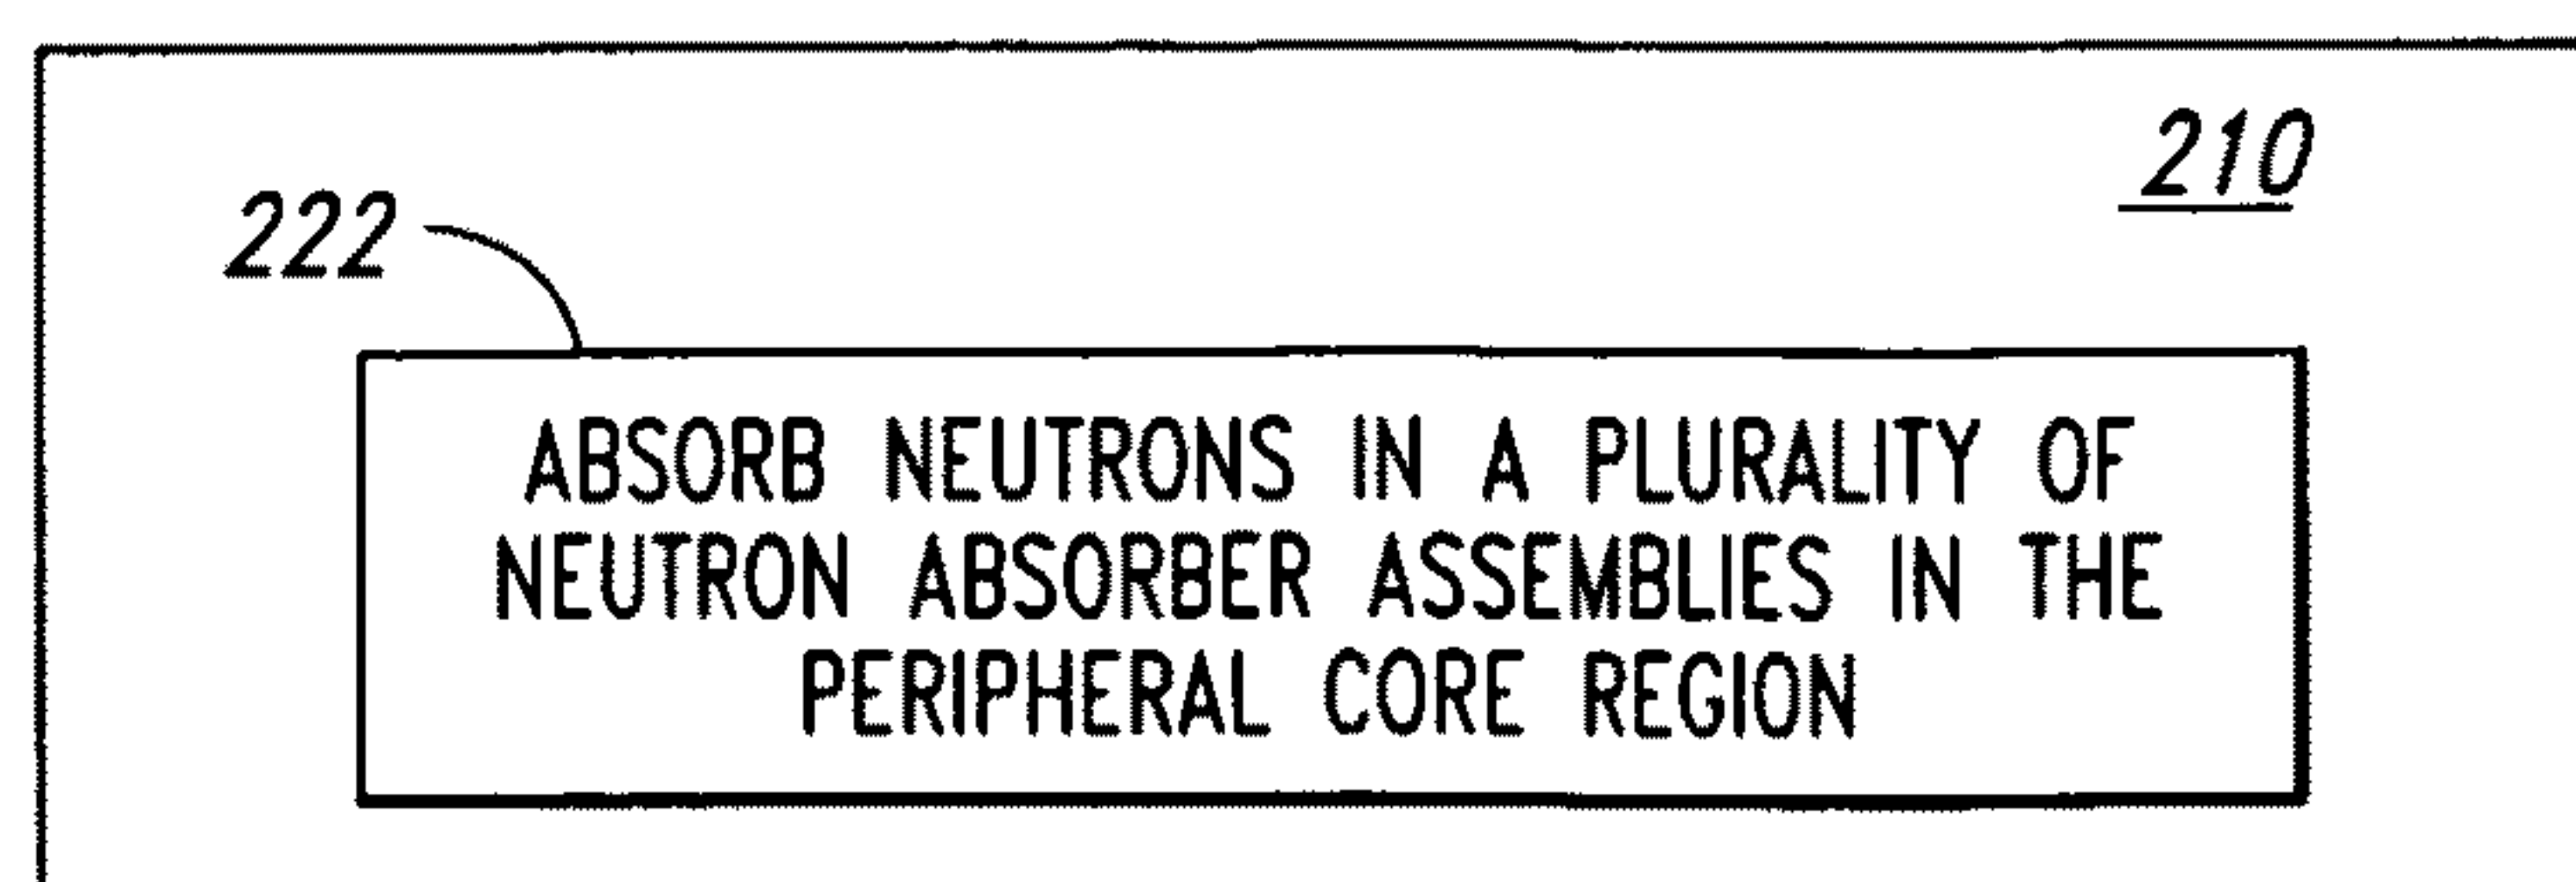 210
222
ABSORB NEUTRONS IN A PLURALITY OF
NEUTRON ABSORBER ASSEMBLIES IN THE
PERIPHERAL CORE REGION